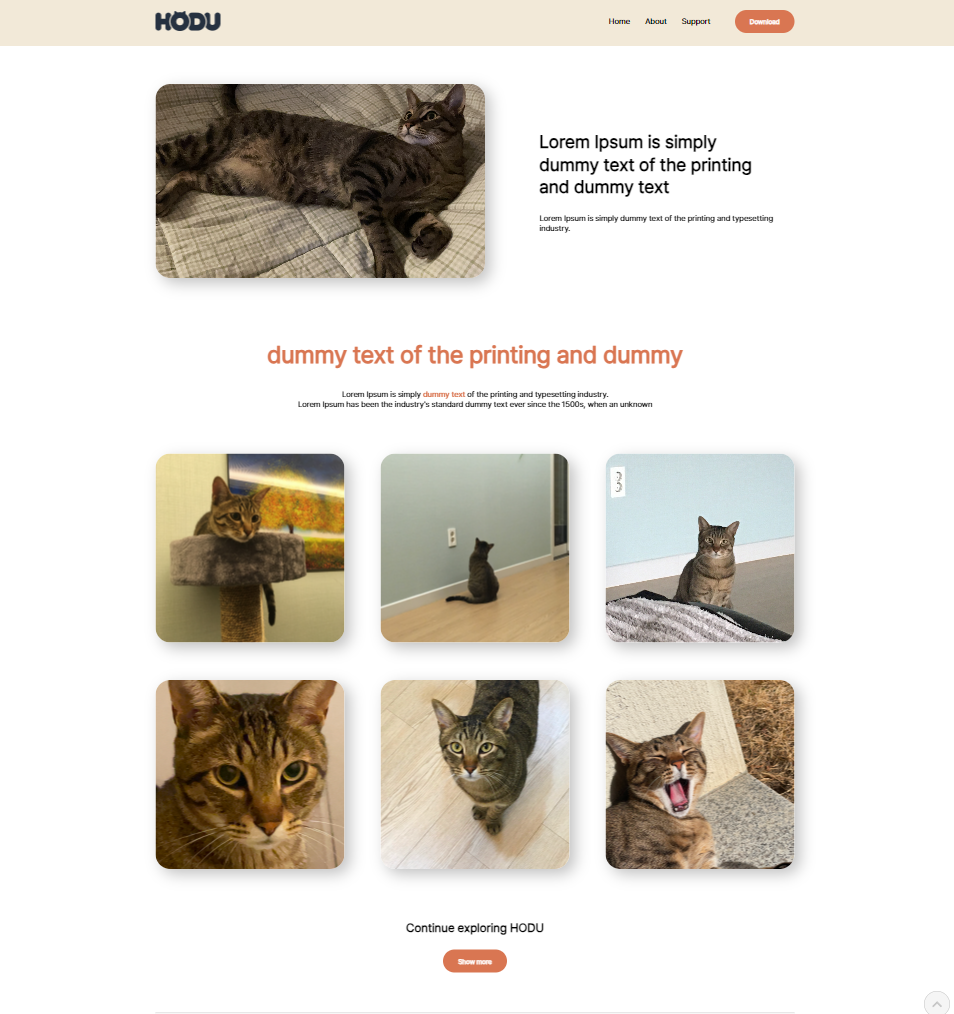 HODU
Home
About
Support
Download
Lorem Ipsum is simply
dummy text of the printing
and dummy text
Lorem Ipsum is simply dummy text of the printing and typesetting
industry.
dummy text of the printing and dummy
Lorem Ipsum is simply dummy text of the printing and typesetting industry.
Lorem Ipsum has been the industry's standard dummy text ever since the 1500s, when an unknown
Continue exploring HODU
Show more